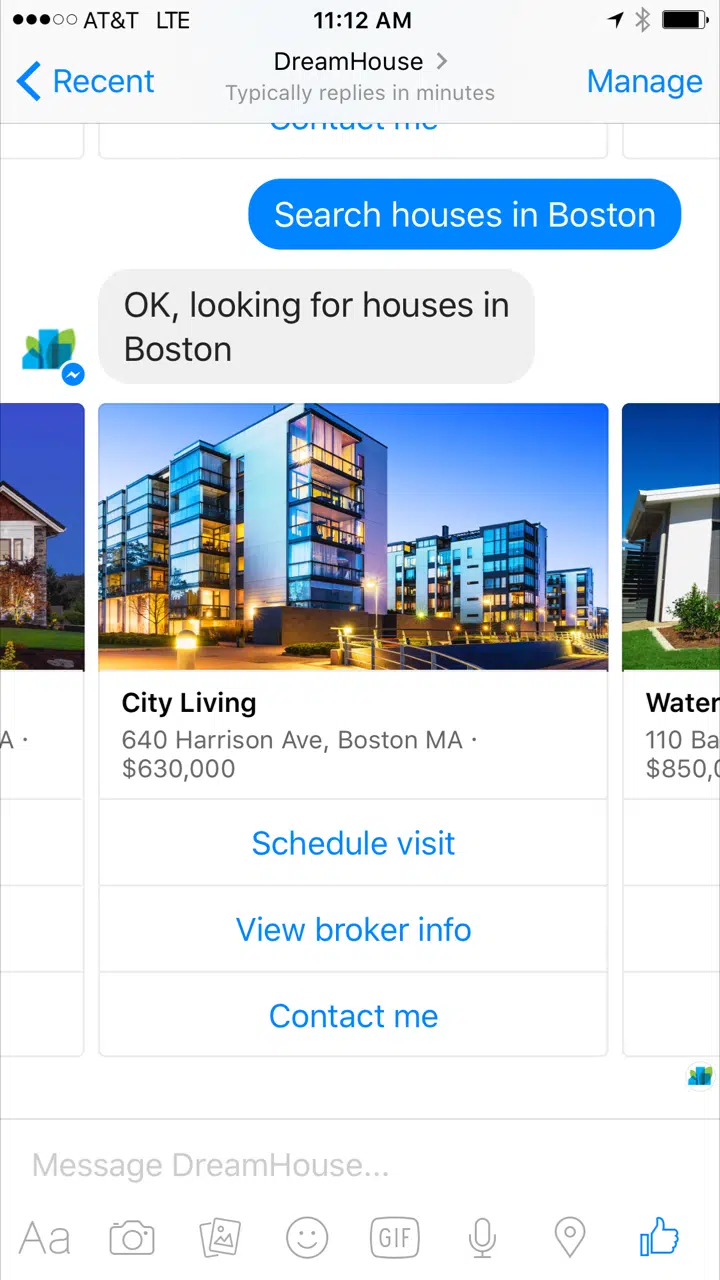 AT&T LTE 11:12 AM
Recent DreamHouse Manage
Typically replies in minutes
Contact me
Search houses in Boston
OK, looking for houses in
Boston
City Living
640 Harrison Ave, Boston MA ·
$630,000
A ·
Water
110 Ba
$850,0
Schedule visit
View broker info
Contact me
Message DreamHouse...
Aa
GIF